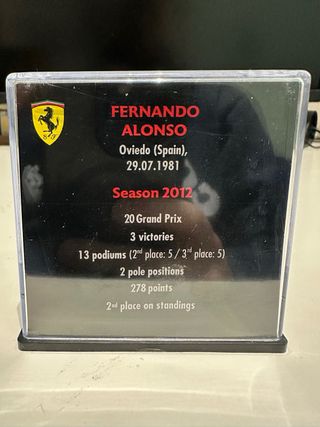 FERNANDO
ALONSO
Oviedo (Spain),
29.07.1981
Season 2012
20 Grand Prix
3 victories
13 podiums (2nd place: 5 / 3rd place: 5)
2 pole positions
278 points
2nd place on standings